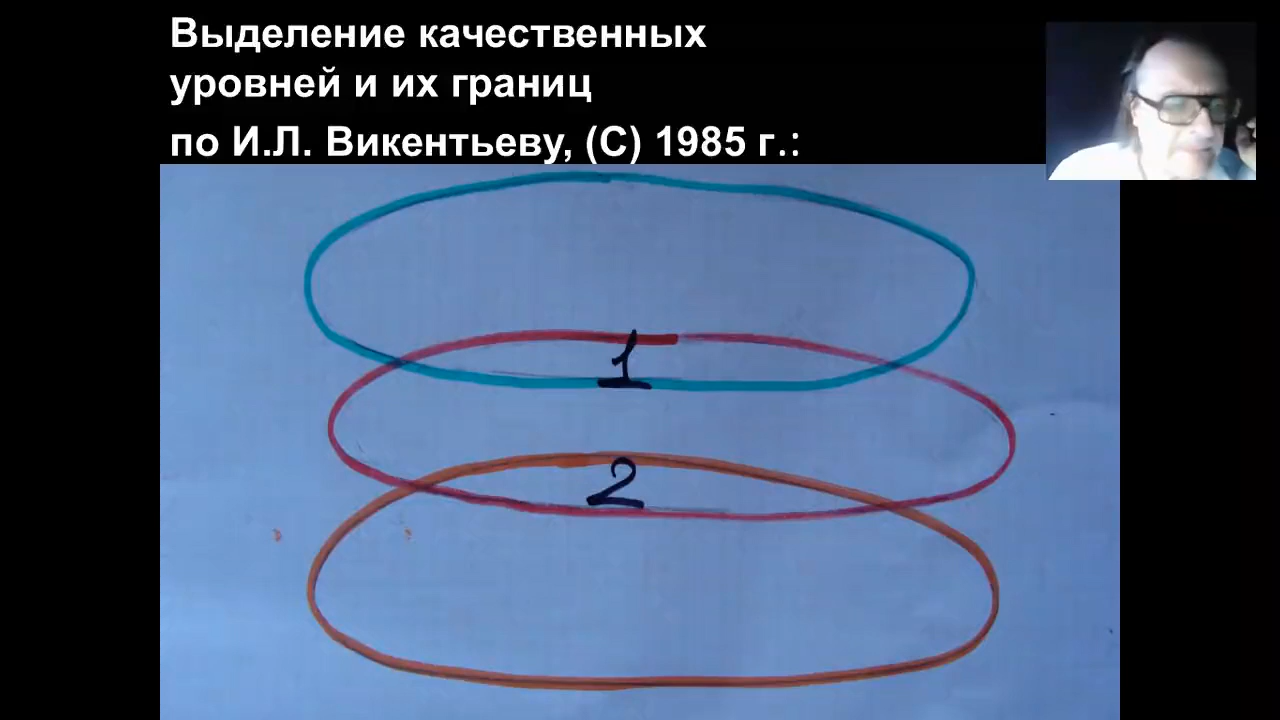 Выделение качественных
уровней и их границ
по И.Л. Викентьеву, (С) 1985 г.:
1
2